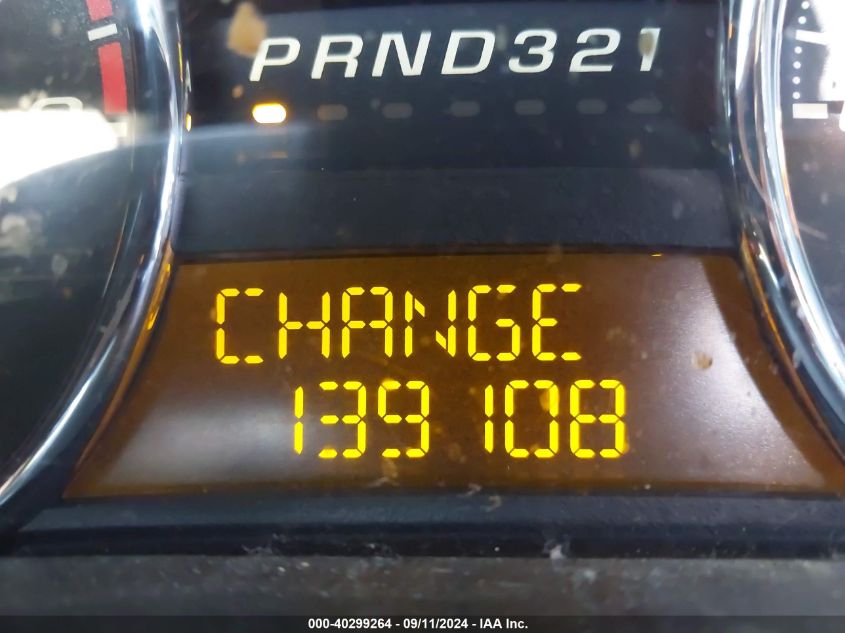 PRND321
CHANGE
139108
000-40299264 - 09/11/2024 - IAA Inc.